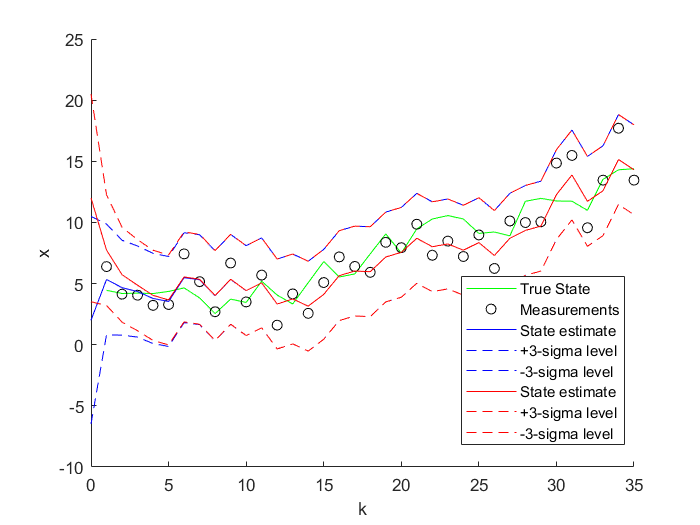 25
20
15
10
5
0
-5
-10
x
0 5 10 15 20 25 30 35
k
True State
Measurements
State estimate
+3-sigma level
-3-sigma level
State estimate
+3-sigma level
-3-sigma level